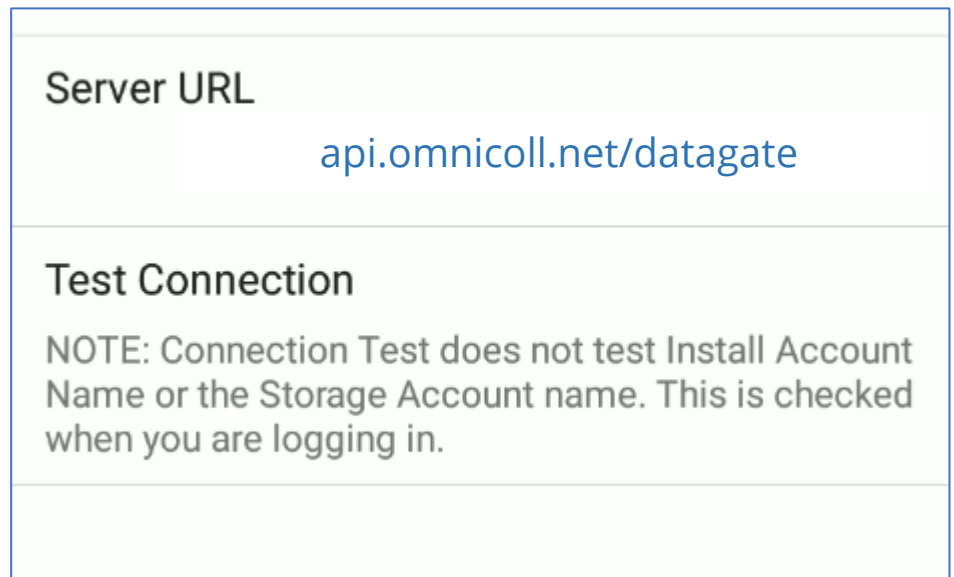 Server URL
api.omnicoll.net/datagate
Test Connection
NOTE: Connection Test does not test Install Account
Name or the Storage Account name. This is checked
when you are logging in.